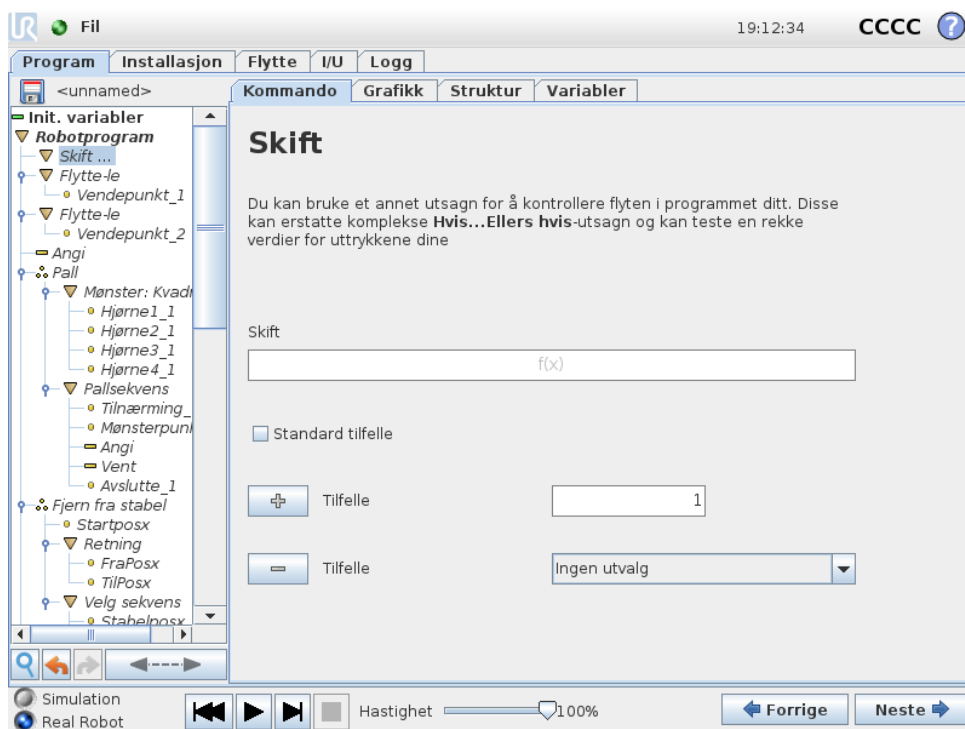 Fil
19:12:34
CCCC
?
Program Installasjon Flytte I/U Logg
<unnamed>
Kommando Grafikk Struktur Variabler
Init. variabler
Robotprogram
Skift ...
Flytte-le
Vendepunkt_1
Flytte-le
Vendepunkt_2
Angi
Pall
Mønster: Kvadr
Hjørne1_1
Hjørne2_1
Hjørne3_1
Hjørne4_1
Pallsekvens
Tilnærming_
Mønsterpunl
Angi
Vent
Avslutte_1
Fjern fra stabel
Startposx
Retning
FraPosx
TilPosx
Velg sekvens
Stabelposx
Skift
Du kan bruke et annet utsagn for å kontrollere flyten i programmet ditt. Disse
kan erstatte komplekse Hvis...Ellers hvis-utsagn og kan teste en rekke
verdier for uttrykkene dine
Skift
f(x)
Standard tilfelle
Tilfelle 1
Tilfelle Ingen utvalg
Simulation
Real Robot
Hastighet 100%
Forrige Neste